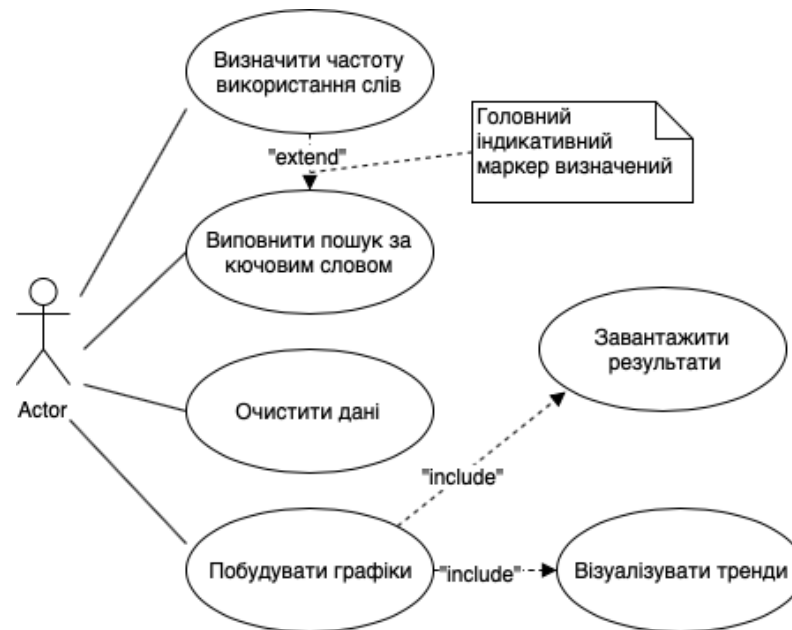 Визначити частоту
використання слів
"extend"
Головний
індикативний
маркер визначений
Виповнити пошук за
кючовим словом
Завантажити
результати
Actor
Очистити дані
"include"
Побудувати графіки
"include"
Візуалізувати тренди